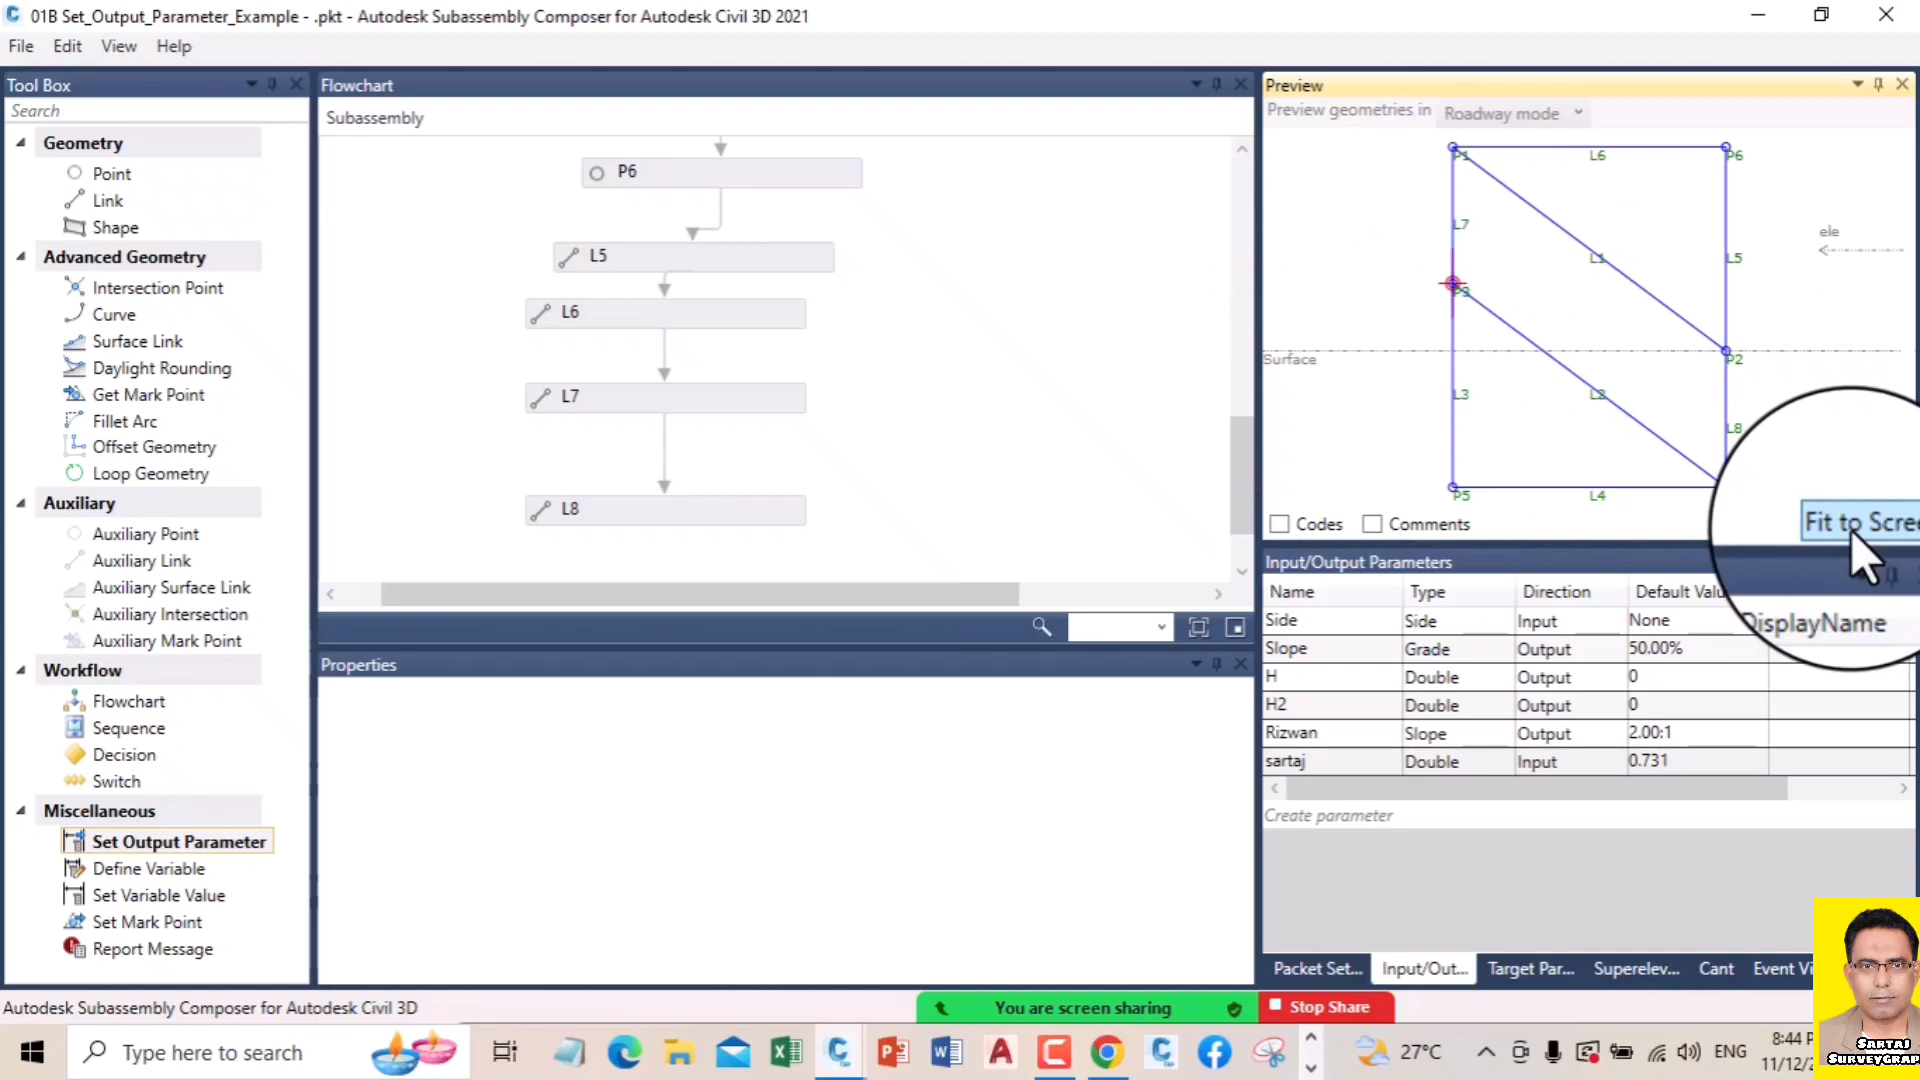 01B Set_Output_Parameter_Example - .pkt - Autodesk Subassembly Composer for Autodesk Civil 3D 2021
File Edit View Help
Tool Box
Search
Geometry
Point
Link
Shape
Advanced Geometry
Intersection Point
Curve
Surface Link
Daylight Rounding
Get Mark Point
Fillet Arc
Offset Geometry
Loop Geometry
Auxiliary
Auxiliary Point
Auxiliary Link
Auxiliary Surface Link
Auxiliary Intersection
Auxiliary Mark Point
Workflow
Flowchart
Sequence
Decision
Switch
Miscellaneous
Set Output Parameter
Define Variable
Set Variable Value
Set Mark Point
Report Message
Flowchart
Subassembly
P6
L5
L6
L7
L8
Properties
Preview
Preview geometries in Roadway mode
P1 L6 P6
L7
ele
L1 L5
P3
Surface P2
L3 L2
L8
P5 L4
Codes Comments
Fit to Scree
Input/Output Parameters
Name Type Direction Default Valu DisplayName
Side Side Input None
Slope Grade Output 50.00%
H Double Output 0
H2 Double Output 0
Rizwan Slope Output 2.00:1
sartaj Double Input 0.731
Create parameter
Packet Set... Input/Out... Target Par... Superelev... Cant Event Vi
Autodesk Subassembly Composer for Autodesk Civil 3D
You are screen sharing Stop Share
Type here to search
27°C ENG
8:44 P
11/12/2
SARTAJ
SURVEYGRAP